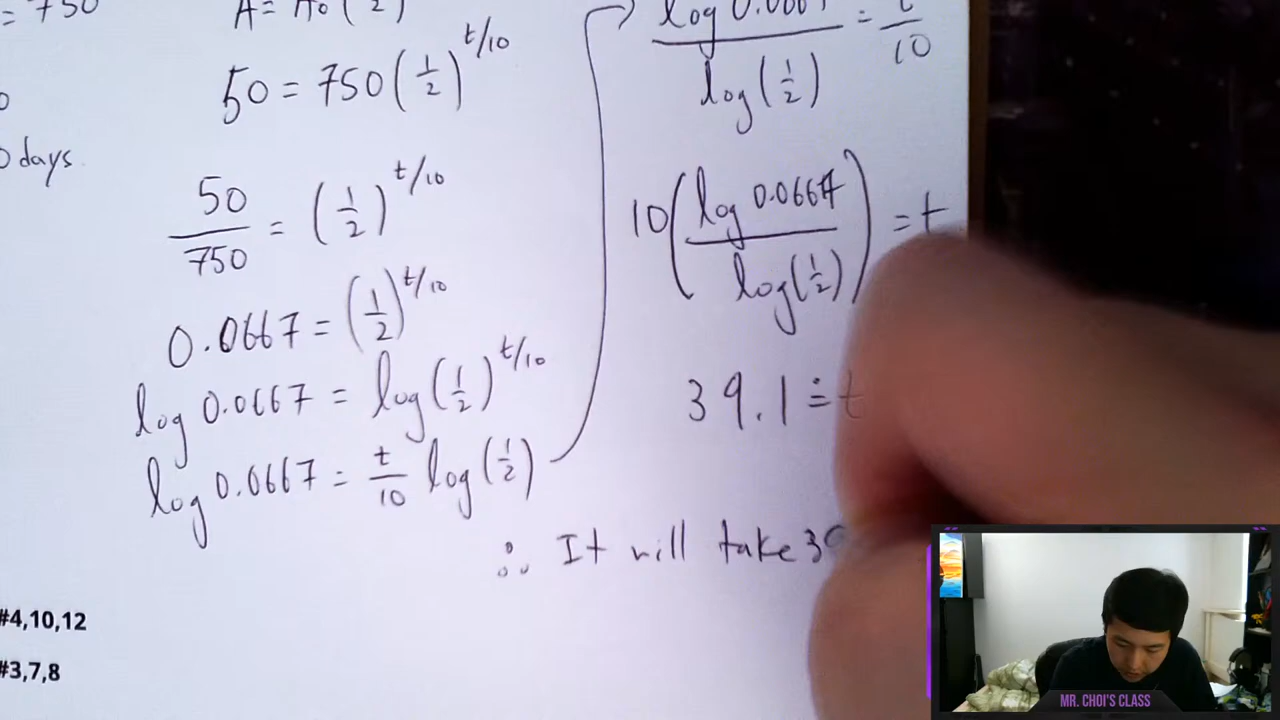 = 750
A = A₀(½)
50 = 750(½)^(t/10)
0
0 days.
50/750 = (½)^(t/10)
0.0667 = (½)^(t/10)
log 0.0667 = log(½)^(t/10)
log 0.0667 = t/10 log(½)
log 0.0667/log(½) = t/10
10(log 0.0667/log(½)) = t
39.1 ≐ t
∴ It will take 39
#4,10,12
#3,7,8
MR. CHOI'S CLASS